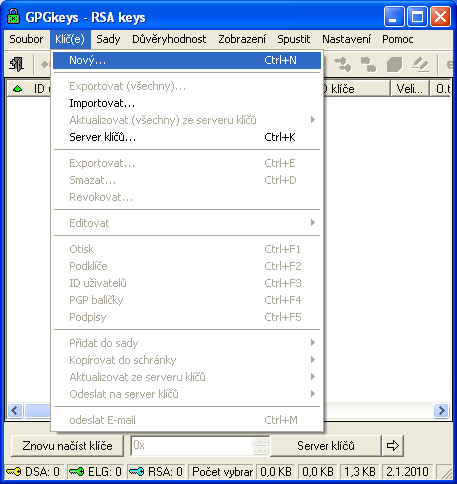 GPGkeys - RSA keys
Soubor Klíč(e) Sady Důvěryhodnost Zobrazení Spustit Nastavení Pomoc
ID klíče Veli... O.t
Nový... Ctrl+N
Exportovat (všechny)...
Importovat...
Aktualizovat (všechny) ze serveru klíčů
Server klíčů... Ctrl+K
Exportovat... Ctrl+E
Smazat... Ctrl+D
Revokovat...
Editovat
Otisk Ctrl+F1
Podklíče Ctrl+F2
ID uživatelů Ctrl+F3
PGP balíčky Ctrl+F4
Podpisy Ctrl+F5
Přidat do sady
Kopírovat do schránky
Aktualizovat ze serveru klíčů
Odeslat na server klíčů
odeslat E-mail Ctrl+M
Znovu načíst klíče 0x Server klíčů
DSA: 0 ELG: 0 RSA: 0 Počet vybrar 0,0 KB 0,0 KB 1,3 KB 2.1.2010